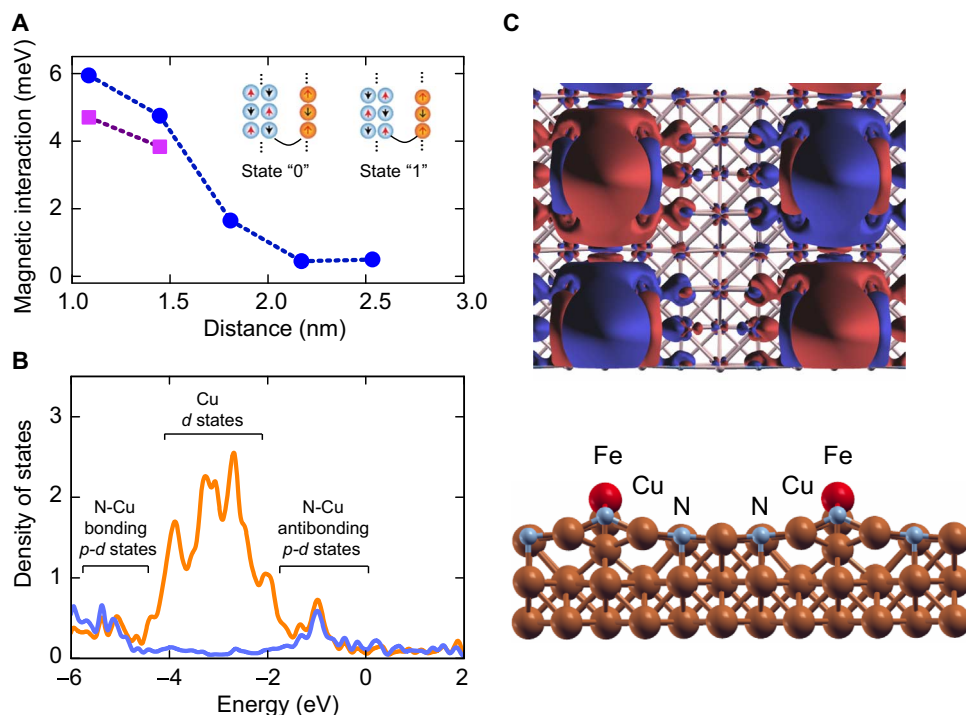 A
Magnetic interaction (meV)
6
4
2
0
1.0 1.5 2.0 2.5 3.0
Distance (nm)
State “0”
State “1”
B
Density of states
3
2
1
0
Cu
d states
N-Cu
bonding
p-d states
N-Cu
antibonding
p-d states
−6 −4 −2 0 2
Energy (eV)
C
Fe
Cu
N
N
Cu
Fe